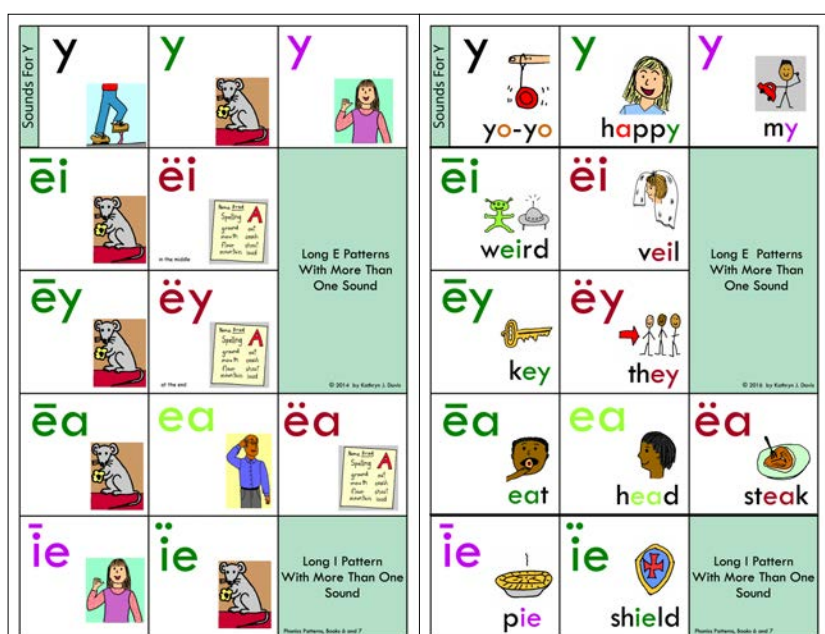 Sounds For Y
y
y
y
ēi
ëi
in the middle
Long E Patterns
With More Than
One Sound
ēy
ëy
at the end
© 2014 by Kathryn J. Davis
ēa
ea
ëa
īe
ïe
Long I Pattern
With More Than One
Sound
Phonics Patterns, Books 6 and 7
Sounds For Y
y
yo-yo
y
happy
y
my
ēi
weird
ëi
veil
Long E Patterns
With More Than
One Sound
ēy
key
ëy
they
© 2016 by Kathryn J. Davis
ēa
eat
ea
head
ëa
steak
īe
pie
ïe
shield
Long I Pattern
With More Than One
Sound
Phonics Patterns, Books 6 and 7